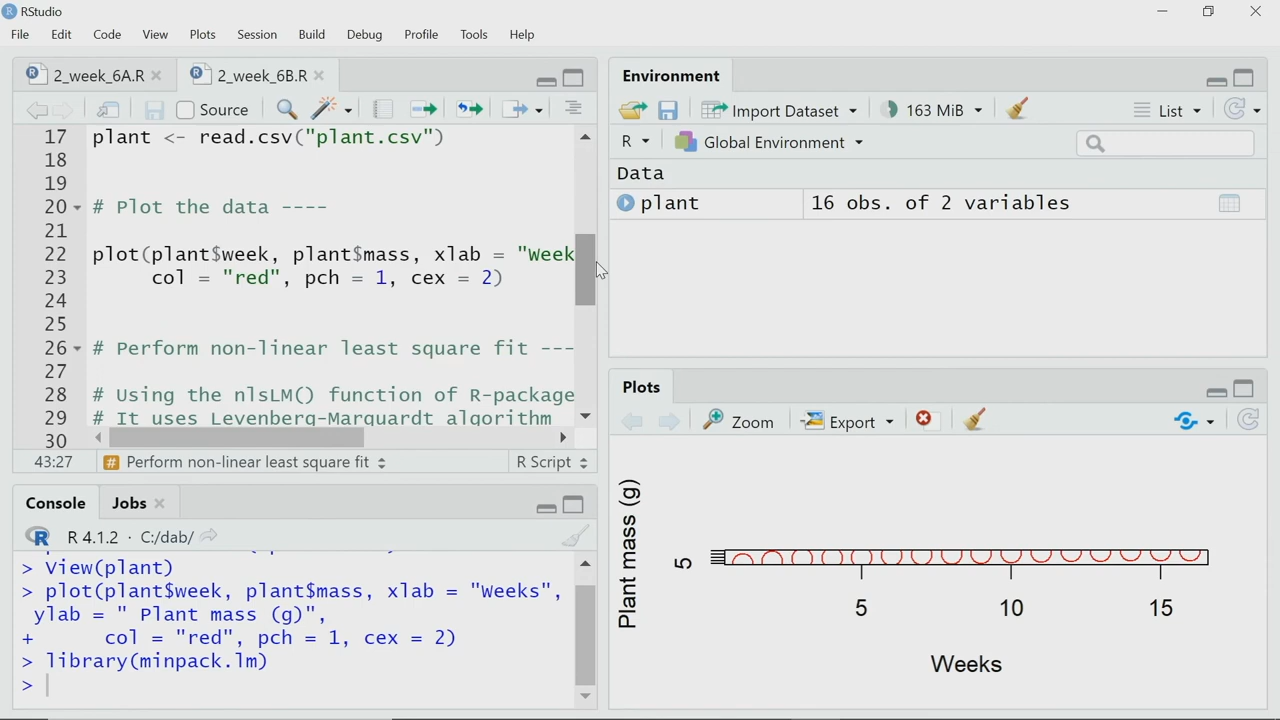 RStudio
File Edit Code View Plots Session Build Debug Profile Tools Help
2_week_6A.R 2_week_6B.R
Source
17 plant <- read.csv("plant.csv")
18
19
20 # Plot the data ----
21
22 plot(plant$week, plant$mass, xlab = "Week
23 col = "red", pch = 1, cex = 2)
24
25
26 # Perform non-linear least square fit ---
27
28 # Using the nlsLM() function of R-package
29 # It uses Levenberg-Marquardt algorithm
30
43:27 # Perform non-linear least square fit R Script
Console Jobs
R R 4.1.2 · C:/dab/
> View(plant)
> plot(plant$week, plant$mass, xlab = "Weeks",
ylab = " Plant mass (g)",
+ col = "red", pch = 1, cex = 2)
> library(minpack.lm)
>
Environment
Import Dataset 163 MiB List
R Global Environment
Data
plant 16 obs. of 2 variables
Plots
Zoom Export
Plant mass (g)
5
5 10 15
Weeks